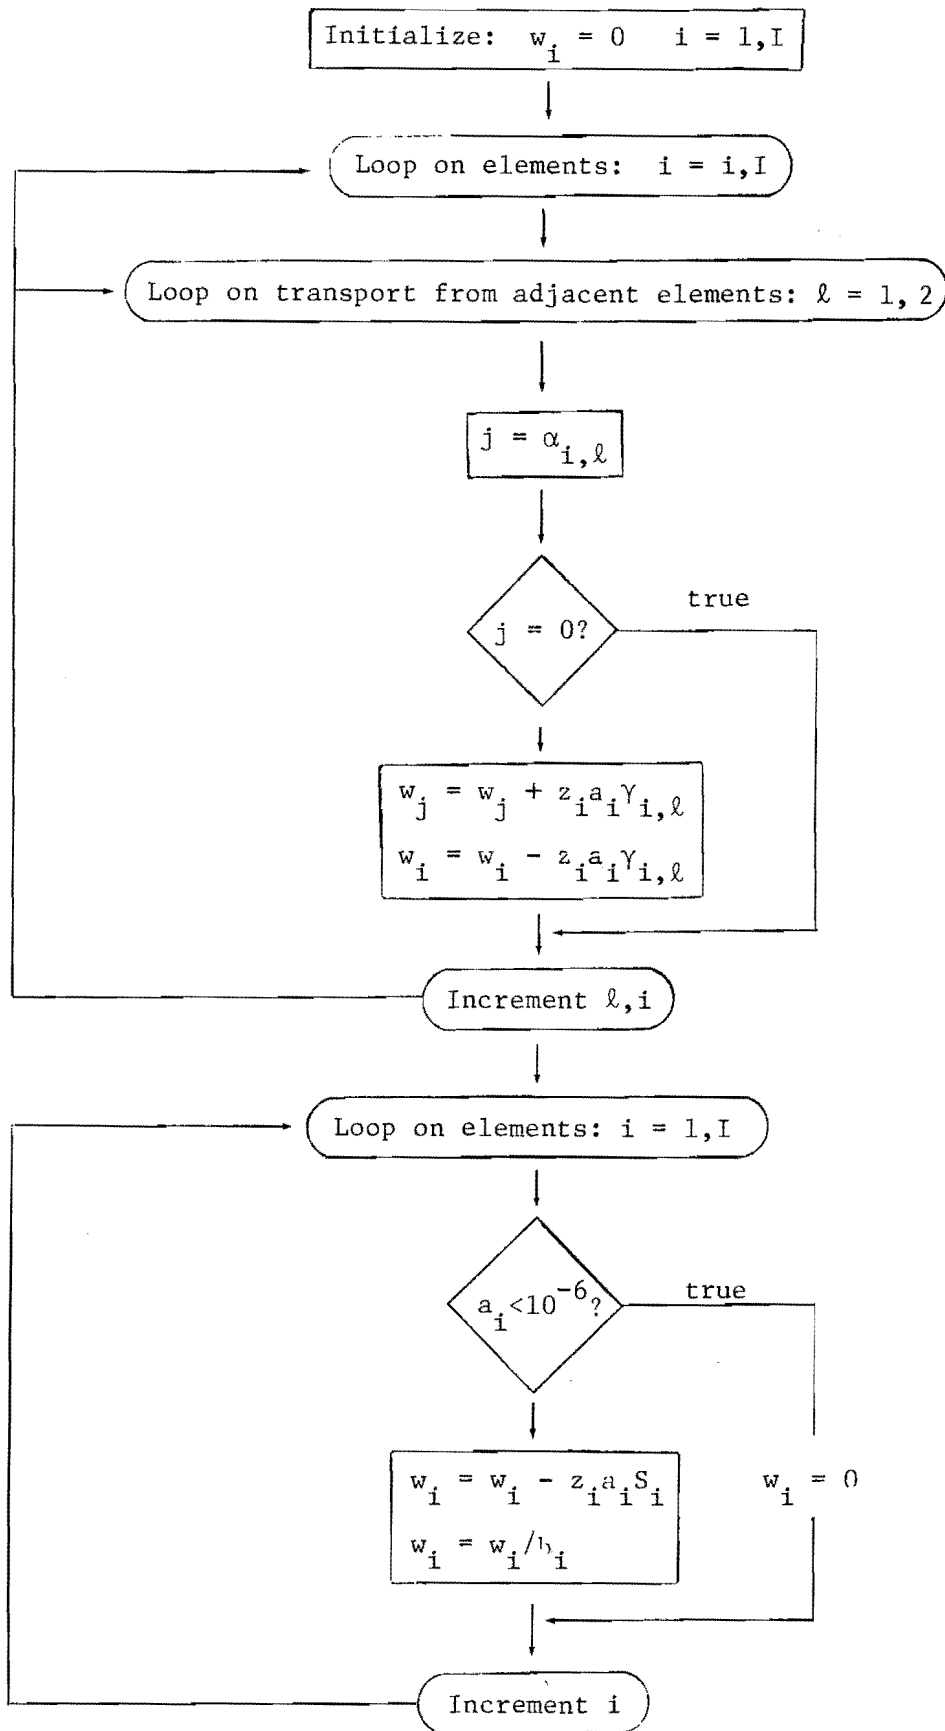 Initialize: w_i = 0 i = 1,I
Loop on elements: i = i,I
Loop on transport from adjacent elements: ℓ = 1, 2
j = α_i,ℓ
j = 0?
true
w_j = w_j + z_i a_i γ_i,ℓ
w_i = w_i - z_i a_i γ_i,ℓ
Increment ℓ,i
Loop on elements: i = 1,I
a_i<10^-6?
true
w_i = w_i - z_i a_i S_i
w_i = 0
w_i = w_i/b_i
Increment i